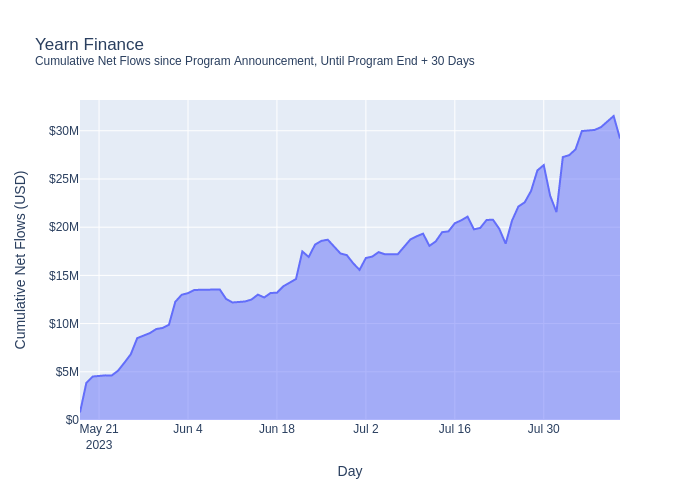 Yearn Finance
Cumulative Net Flows since Program Announcement, Until Program End + 30 Days
Cumulative Net Flows (USD)
$30M
$25M
$20M
$15M
$10M
$5M
$0
May 21 Jun 4 Jun 18 Jul 2 Jul 16 Jul 30
2023
Day